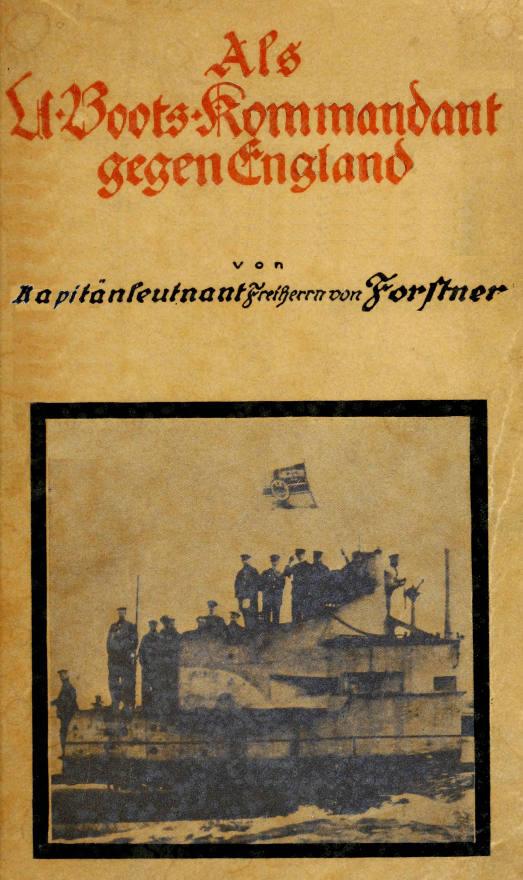 Als
U-Boots-Kommandant
gegen England
von
Kapitänleutnant Freiherrn von Forstner